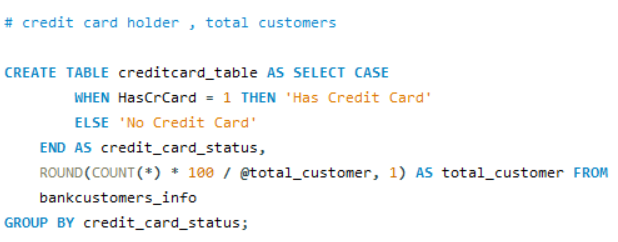 # credit card holder , total customers
CREATE TABLE creditcard_table AS SELECT CASE
WHEN HasCrCard = 1 THEN 'Has Credit Card'
ELSE 'No Credit Card'
END AS credit_card_status,
ROUND(COUNT(*) * 100 / @total_customer, 1) AS total_customer FROM
bankcustomers_info
GROUP BY credit_card_status;